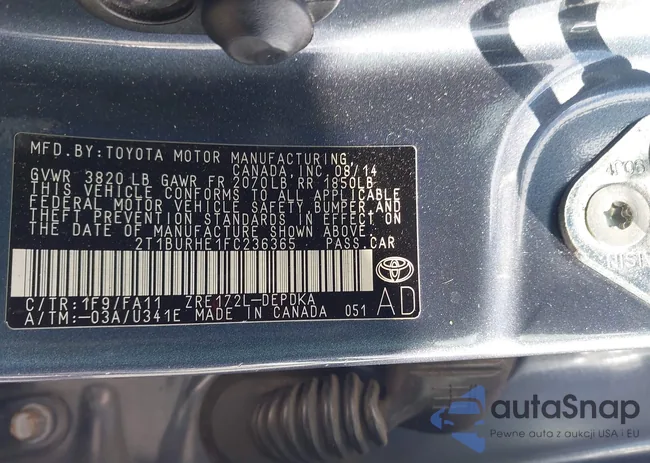 MFD.BY:TOYOTA MOTOR MANUFACTURING,
CANADA, INC. 08/14
GVWR 3820 LB GAWR FR 2070LB RR 1850LB
THIS VEHICLE CONFORMS TO ALL APPLICABLE
FEDERAL MOTOR VEHICLE SAFETY, BUMPER AND
THEFT PREVENTION STANDARDS IN EFFECT ON
THE DATE OF MANUFACTURE SHOWN ABOVE.
2T1BURHE1FC236365 PASS.CAR
C/TR:1F9/FA11 ZRE172L-DEPDKA
A/TM:-03A/U341E MADE IN CANADA 051
AD
autaSnap
Pewne auta z aukcji USA i EU